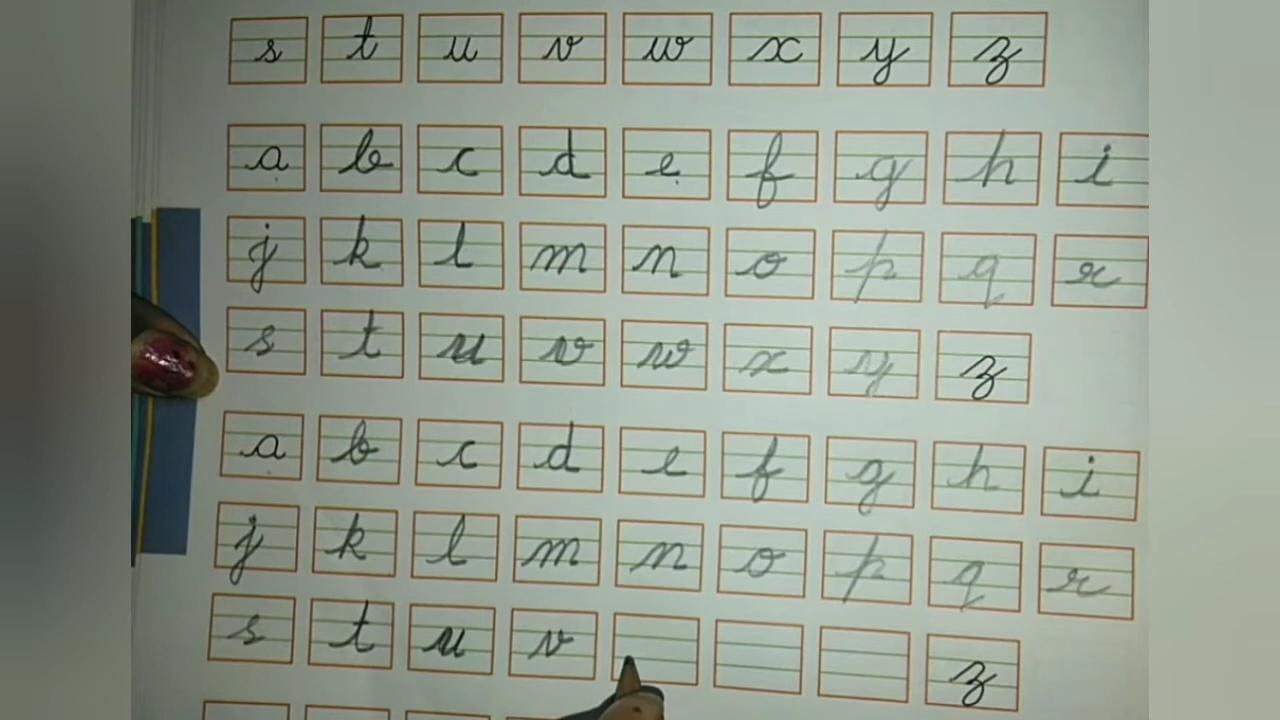 s t u v w x y z
a b c d e f g h i
j k l m n o p q r
s t u v w x y z
a b c d e f g h i
j k l m n o p q r
s t u v z